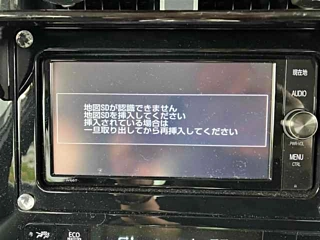 地図SDが認識できません
地図SDを挿入してください
挿入されている場合は
一旦取り出してから再挿入してください
現在地
AUDIO
PWR·VOL
MENU
CTRL
ECO